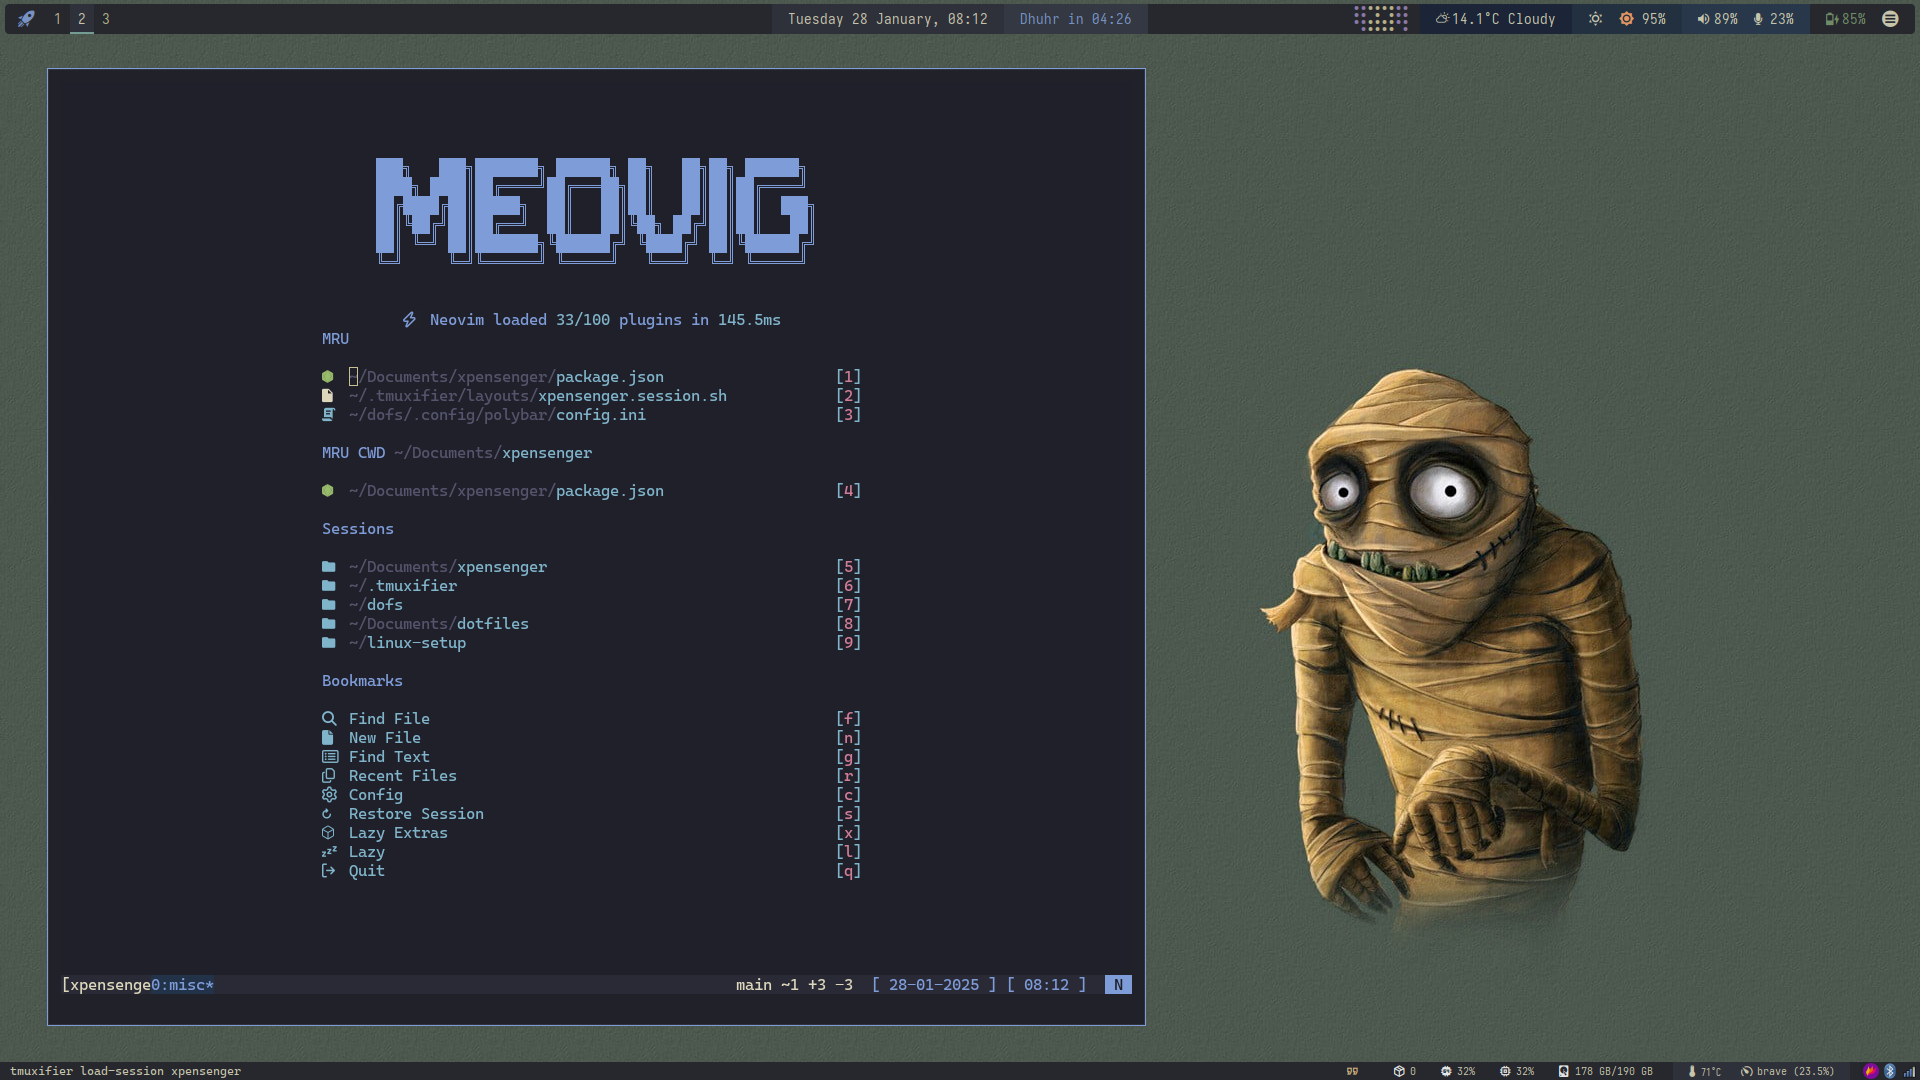 1 2 3 Tuesday 28 January, 08:12 Dhuhr in 04:26 14.1°C Cloudy 95% 89% 23% 85%
MEOVIG
Neovim loaded 33/100 plugins in 145.5ms
MRU
~/Documents/xpensenger/package.json [1]
~/.tmuxifier/layouts/xpensenger.session.sh [2]
~/dofs/.config/polybar/config.ini [3]
MRU CWD ~/Documents/xpensenger
~/Documents/xpensenger/package.json [4]
Sessions
~/Documents/xpensenger [5]
~/.tmuxifier [6]
~/dofs [7]
~/Documents/dotfiles [8]
~/linux-setup [9]
Bookmarks
Find File [f]
New File [n]
Find Text [g]
Recent Files [r]
Config [c]
Restore Session [s]
Lazy Extras [x]
zzz Lazy [l]
Quit [q]
[xpensenge0:misc* main ~1 +3 -3 [ 28-01-2025 ] [ 08:12 ] N
tmuxifier load-session xpensenger 0 32% 32% 178 GB/190 GB 71°C brave (23.5%)